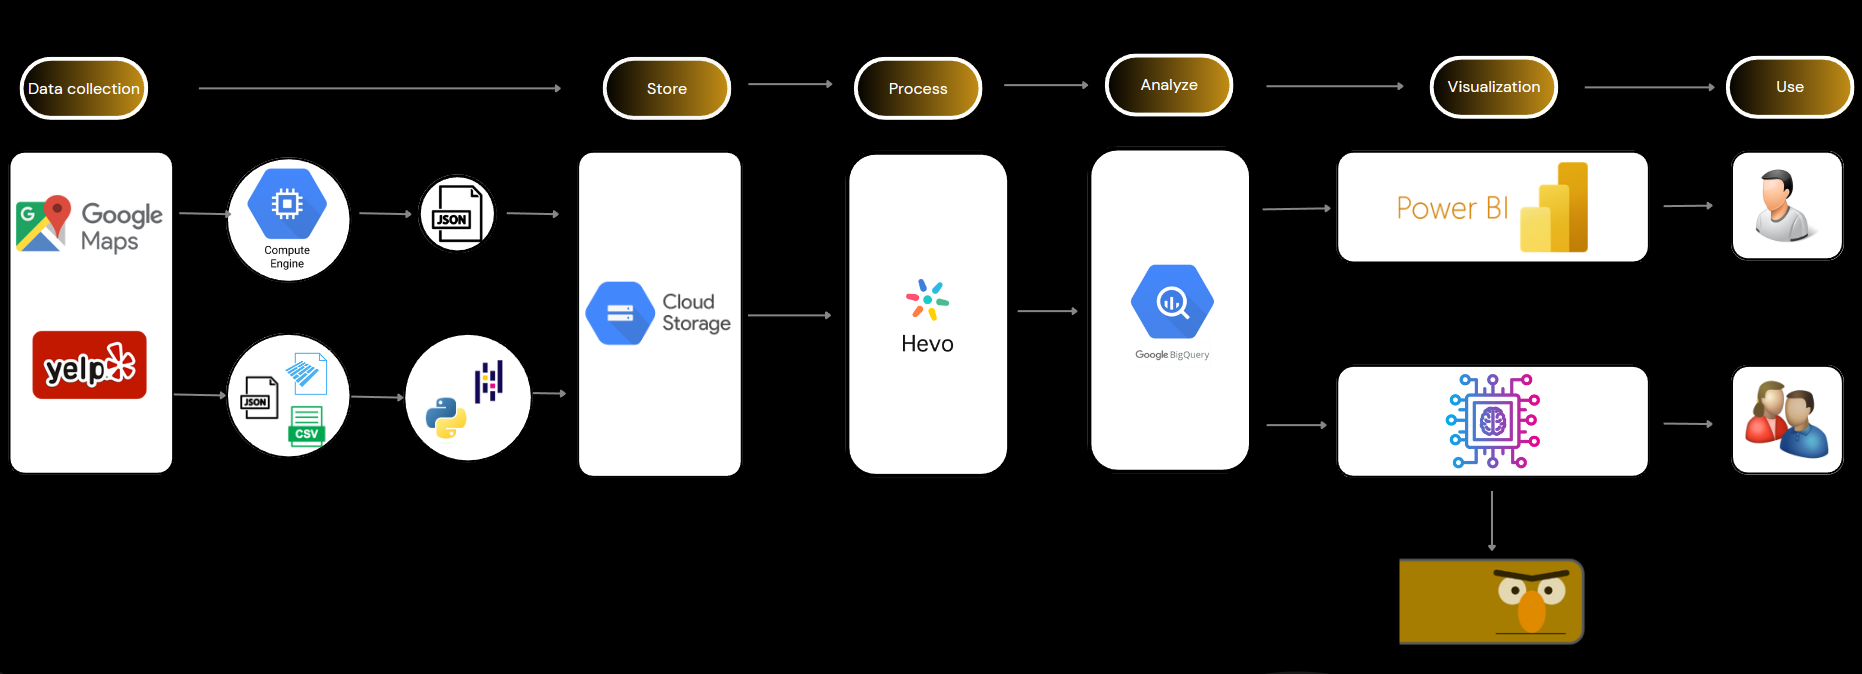 Data collection
Store
Process
Analyze
Visualization
Use
G
Google
Maps
Compute
Engine
JSON
yelp
JSON
CSV
Cloud
Storage
Hevo
Google BigQuery
Power BI